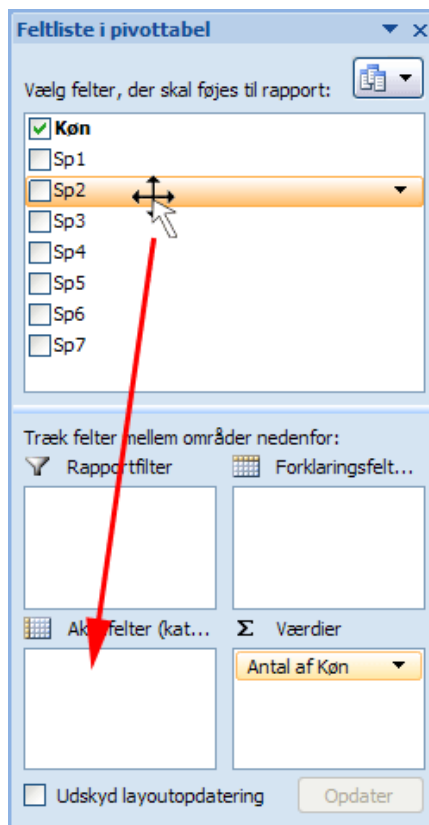 Feltliste i pivottabel
Vælg felter, der skal føjes til rapport:
Køn
Sp1
Sp2
Sp3
Sp4
Sp5
Sp6
Sp7
Træk felter mellem områder nedenfor:
Rapportfilter
Forklaringsfelt...
Aksefelter (kat...
Σ Værdier
Antal af Køn
Udskyd layoutopdatering
Opdater